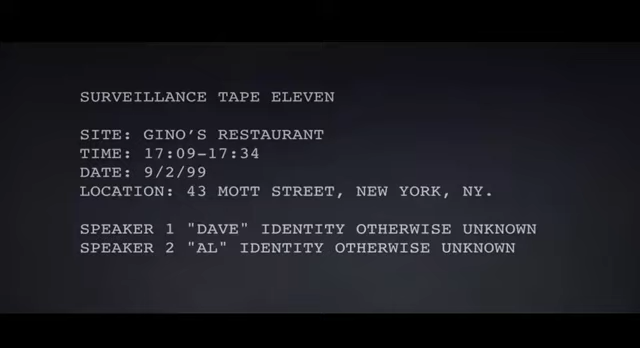 SURVEILLANCE TAPE ELEVEN
SITE: GINO'S RESTAURANT
TIME: 17:09-17:34
DATE: 9/2/99
LOCATION: 43 MOTT STREET, NEW YORK, NY.
SPEAKER 1 "DAVE" IDENTITY OTHERWISE UNKNOWN
SPEAKER 2 "AL" IDENTITY OTHERWISE UNKNOWN